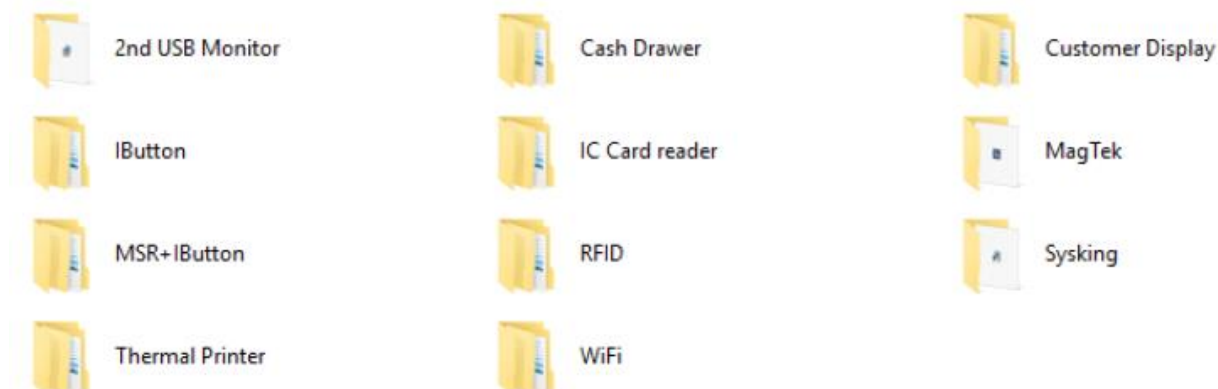 2nd USB Monitor
Cash Drawer
Customer Display
IButton
IC Card reader
MagTek
MSR+IButton
RFID
Sysking
Thermal Printer
WiFi